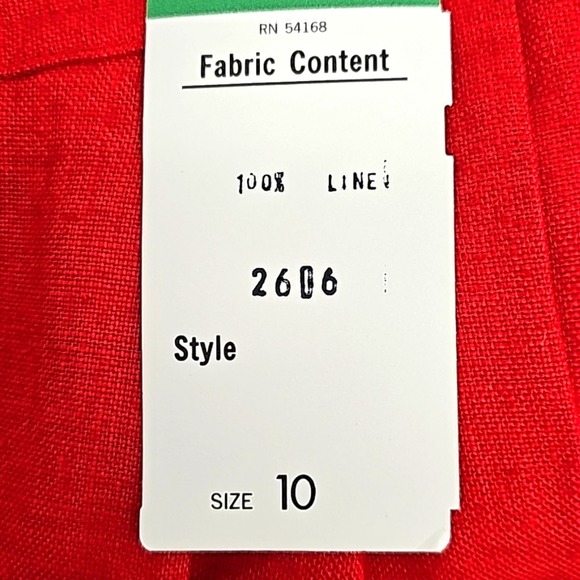 RN 54168
Fabric Content
100% LINEN
2606
Style
SIZE 10